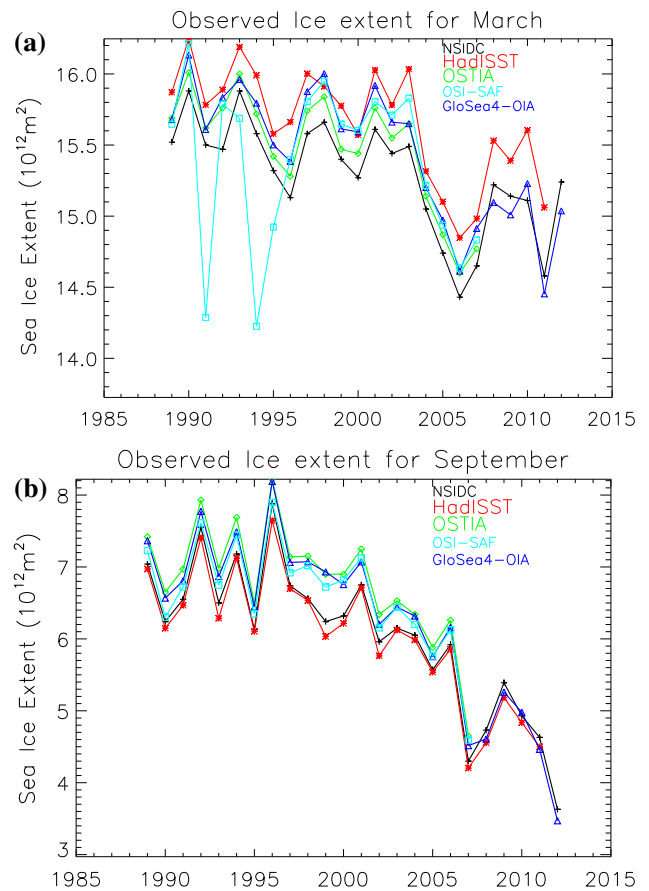 Observed Ice extent for March
(a)
NSIDC
HadISST
OSTIA
OSI-SAF
GloSea4-OIA
Sea Ice Extent (10¹²m²)
16.0
15.5
15.0
14.5
14.0
1985 1990 1995 2000 2005 2010 2015
Observed Ice extent for September
(b)
NSIDC
HadISST
OSTIA
OSI-SAF
GloSea4-OIA
Sea Ice Extent (10¹²m²)
8
7
6
5
4
3
1985 1990 1995 2000 2005 2010 2015